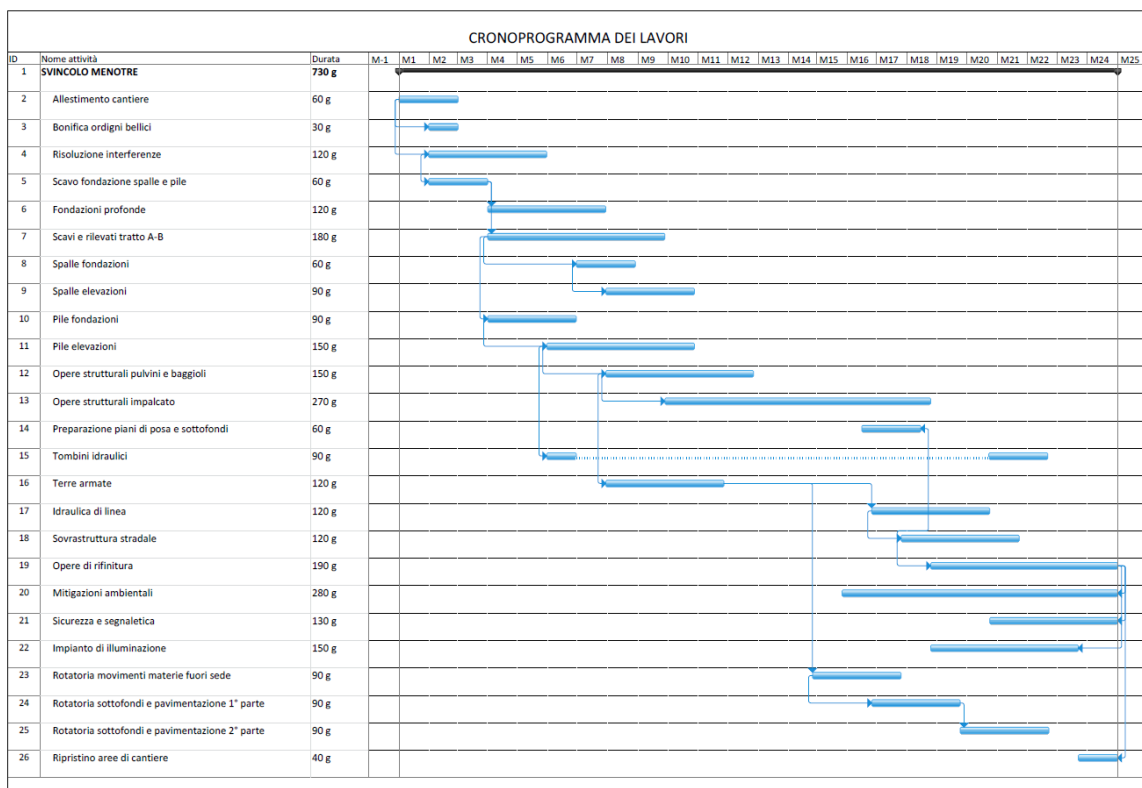 CRONOPROGRAMMA DEI LAVORI
ID Nome attività Durata M-1 M1 M2 M3 M4 M5 M6 M7 M8 M9 M10 M11 M12 M13 M14 M15 M16 M17 M18 M19 M20 M21 M22 M23 M24 M25
1 SVINCOLO MENOTRE 730 g
2 Allestimento cantiere 60 g
3 Bonifica ordigni bellici 30 g
4 Risoluzione interferenze 120 g
5 Scavo fondazione spalle e pile 60 g
6 Fondazioni profonde 120 g
7 Scavi e rilevati tratto A-B 180 g
8 Spalle fondazioni 60 g
9 Spalle elevazioni 90 g
10 Pile fondazioni 90 g
11 Pile elevazioni 150 g
12 Opere strutturali pulvini e baggioli 150 g
13 Opere strutturali impalcato 270 g
14 Preparazione piani di posa e sottofondi 60 g
15 Tombini idraulici 90 g
16 Terre armate 120 g
17 Idraulica di linea 120 g
18 Sovrastruttura stradale 120 g
19 Opere di rifinitura 190 g
20 Mitigazioni ambientali 280 g
21 Sicurezza e segnaletica 130 g
22 Impianto di illuminazione 150 g
23 Rotatoria movimenti materie fuori sede 90 g
24 Rotatoria sottofondi e pavimentazione 1° parte 90 g
25 Rotatoria sottofondi e pavimentazione 2° parte 90 g
26 Ripristino aree di cantiere 40 g